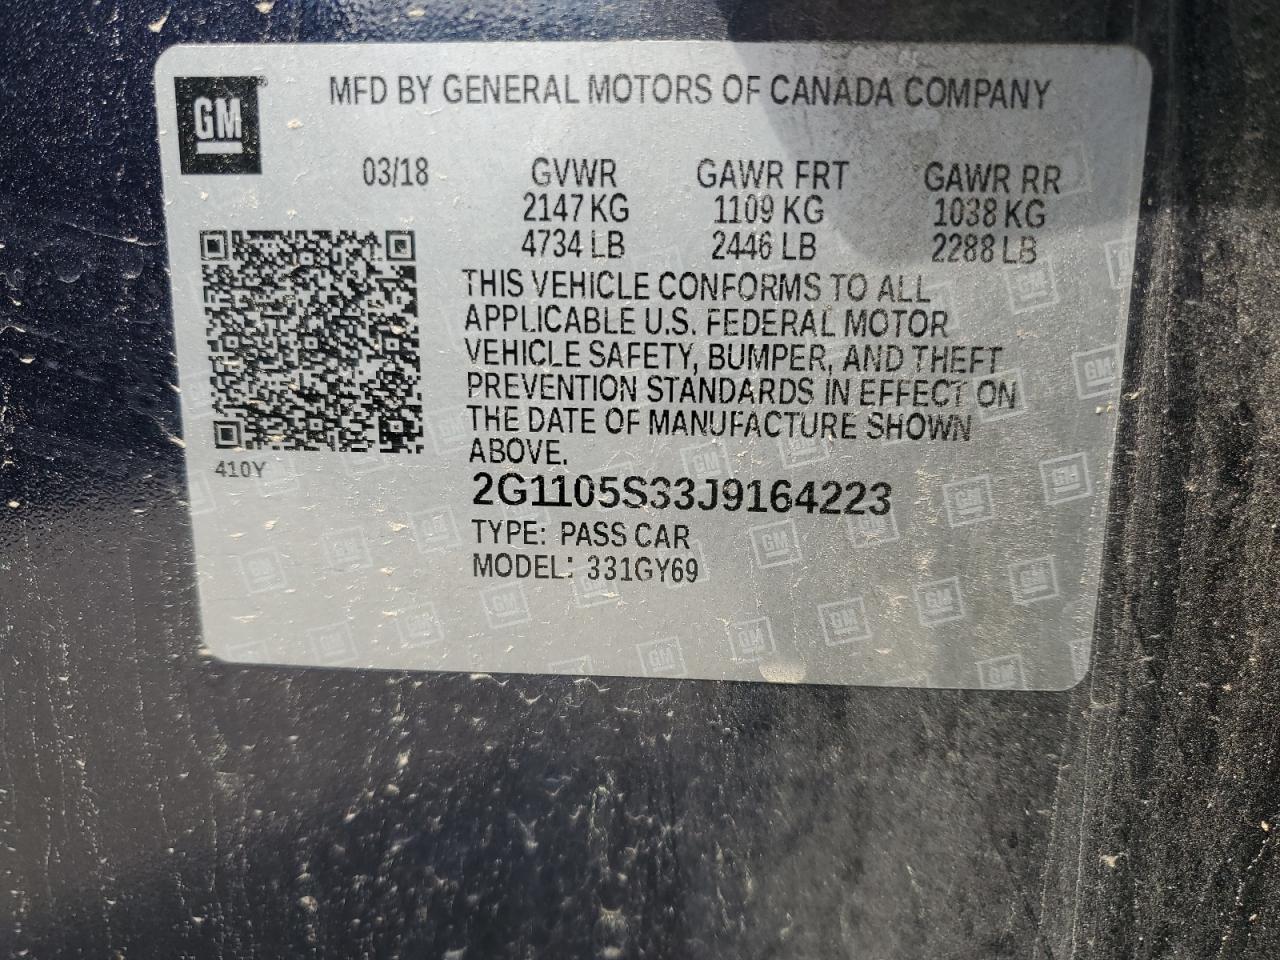 GM
MFD BY GENERAL MOTORS OF CANADA COMPANY
03/18 GVWR GAWR FRT GAWR RR
2147 KG 1109 KG 1038 KG
4734 LB 2446 LB 2288 LB
THIS VEHICLE CONFORMS TO ALL
APPLICABLE U.S. FEDERAL MOTOR
VEHICLE SAFETY, BUMPER, AND THEFT
PREVENTION STANDARDS IN EFFECT ON
THE DATE OF MANUFACTURE SHOWN
ABOVE.
410Y
2G1105S33J9164223
TYPE: PASS CAR
MODEL: 331GY69